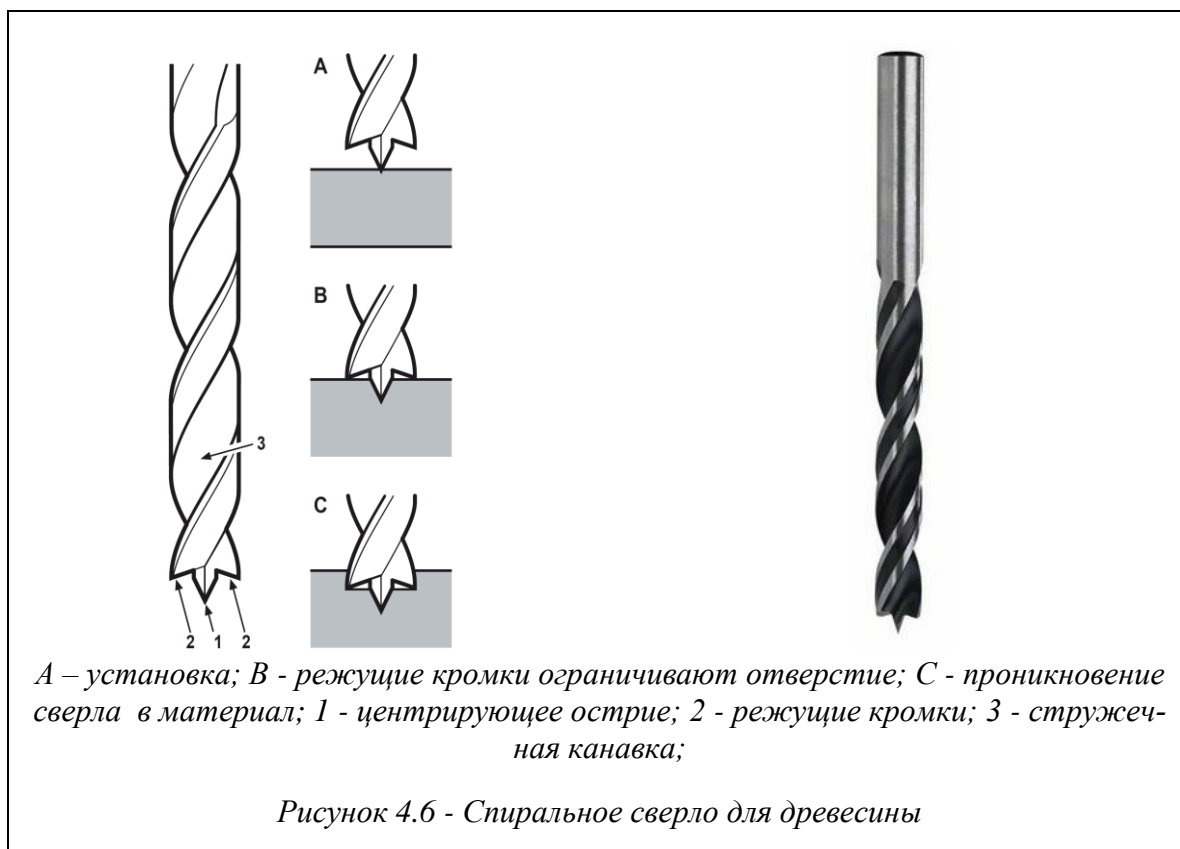 A
B
3
C
2
1
2
А – установка; В - режущие кромки ограничивают отверстие; С - проникновение
сверла в материал; 1 - центрирующее острие; 2 - режущие кромки; 3 - стружеч-
ная канавка;
Рисунок 4.6 - Спиральное сверло для древесины